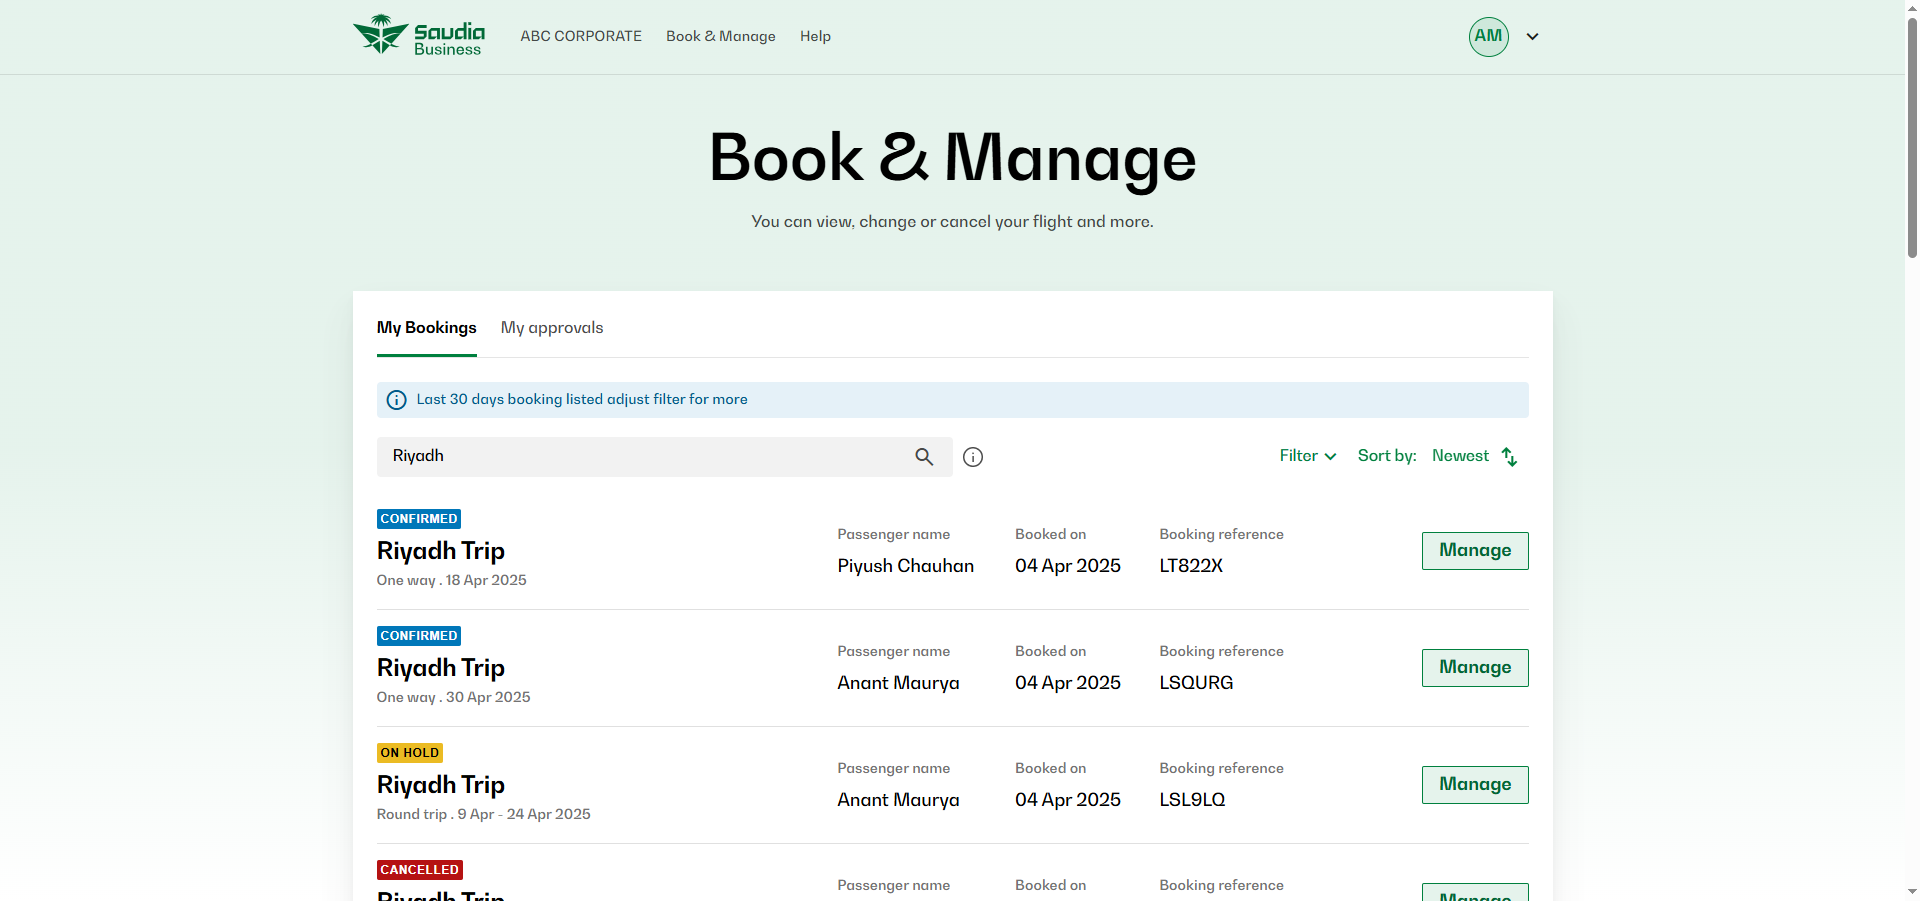 Saudia
Business
ABC CORPORATE
Book & Manage
Help
AM
Book & Manage
You can view, change or cancel your flight and more.
My Bookings
My approvals
Last 30 days booking listed adjust filter for more
Riyadh
Filter
Sort by: Newest
CONFIRMED
Riyadh Trip
One way . 18 Apr 2025
Passenger name
Piyush Chauhan
Booked on
04 Apr 2025
Booking reference
LT822X
Manage
CONFIRMED
Riyadh Trip
One way . 30 Apr 2025
Passenger name
Anant Maurya
Booked on
04 Apr 2025
Booking reference
LSQURG
Manage
ON HOLD
Riyadh Trip
Round trip . 9 Apr - 24 Apr 2025
Passenger name
Anant Maurya
Booked on
04 Apr 2025
Booking reference
LSL9LQ
Manage
CANCELLED
Riyadh Trip
Passenger name
Booked on
Booking reference
Manage